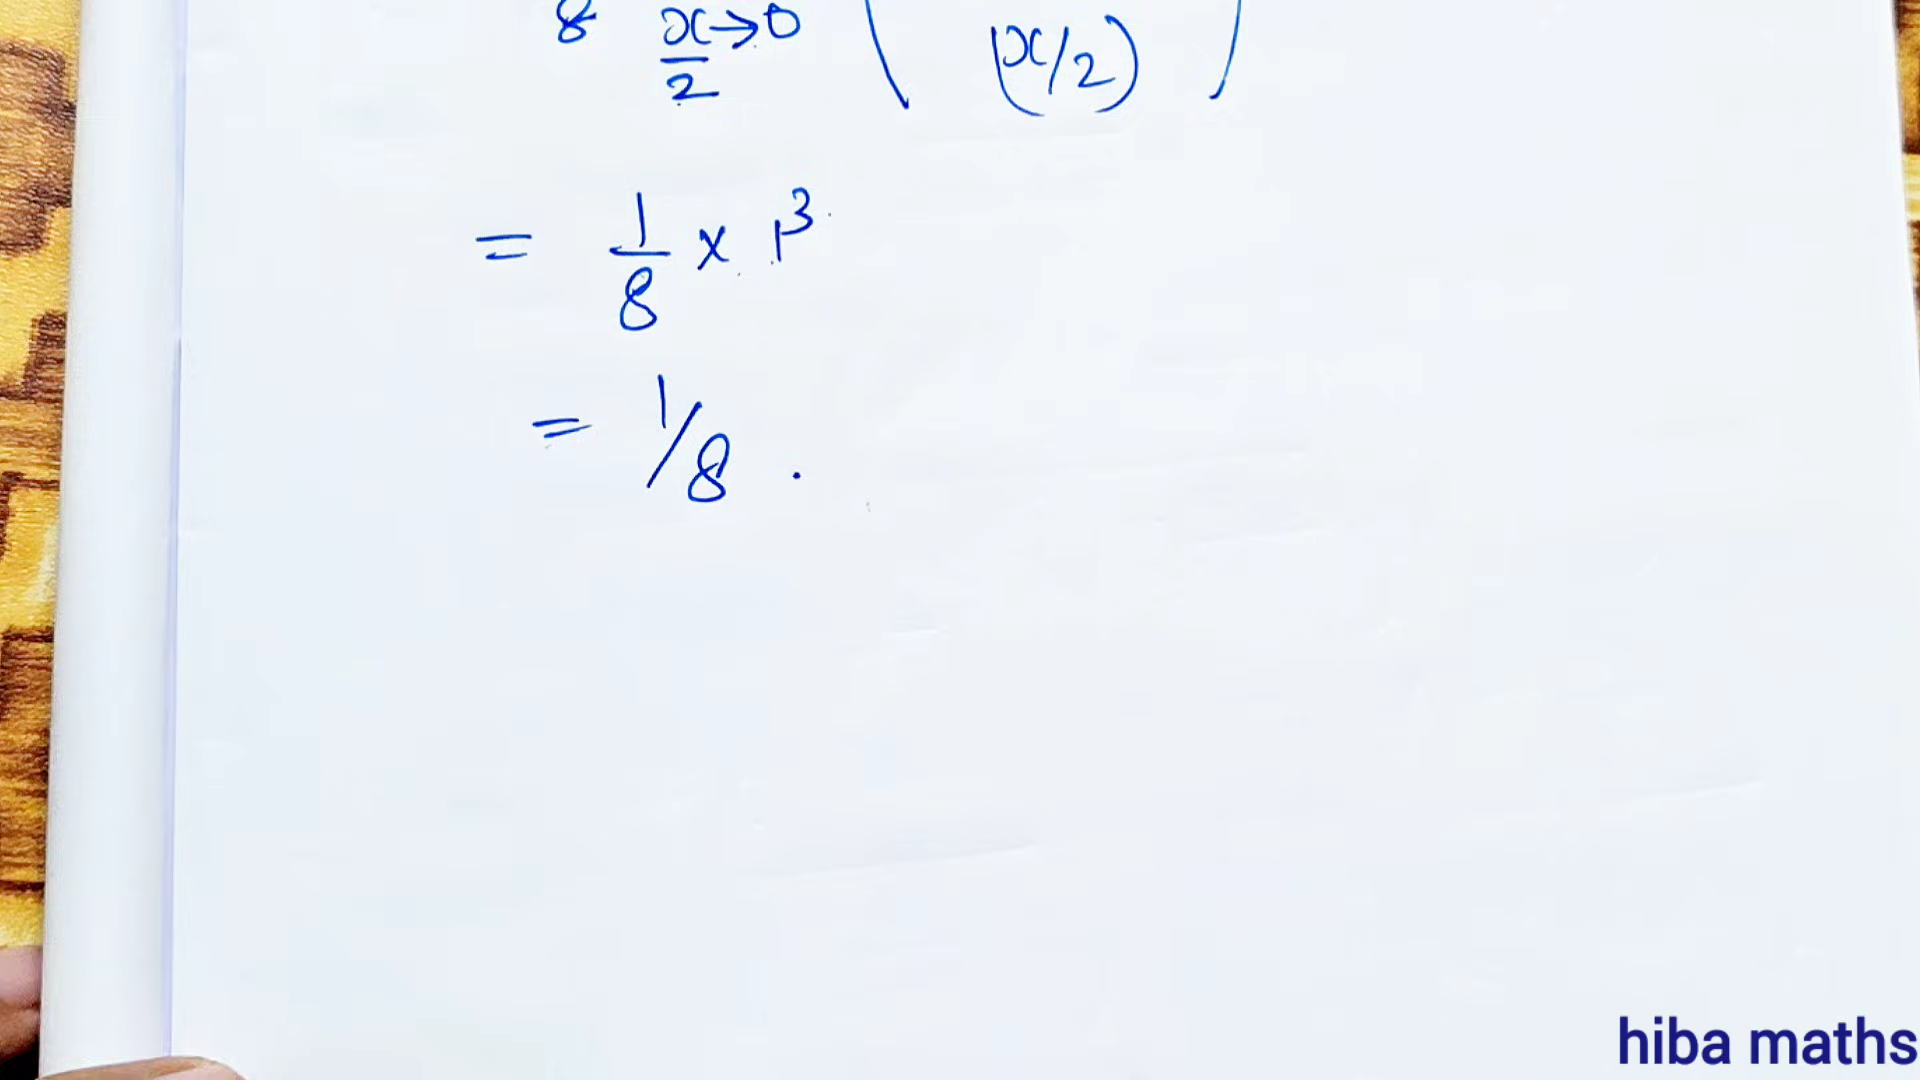 8 x/2→0 ( (x/2) )
= 1/8 × 1³
= 1/8 .
hiba maths